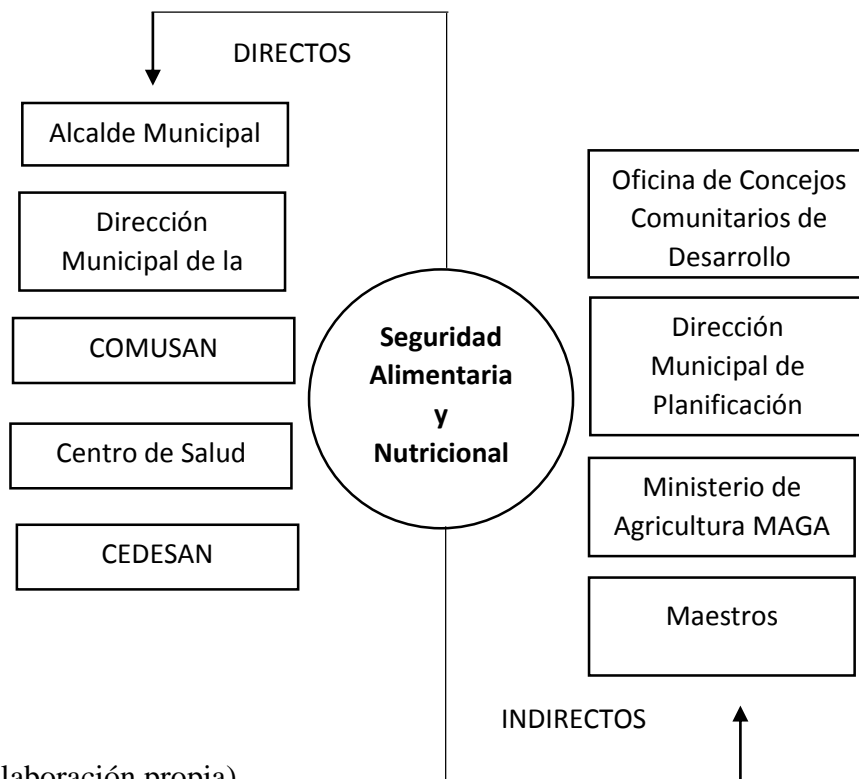 DIRECTOS
Alcalde Municipal
Dirección
Municipal de la
COMUSAN
Centro de Salud
CEDESAN
Seguridad
Alimentaria
y
Nutricional
Oficina de Concejos
Comunitarios de
Desarrollo
Dirección
Municipal de
Planificación
Ministerio de
Agricultura MAGA
Maestros
INDIRECTOS
laboración propia)